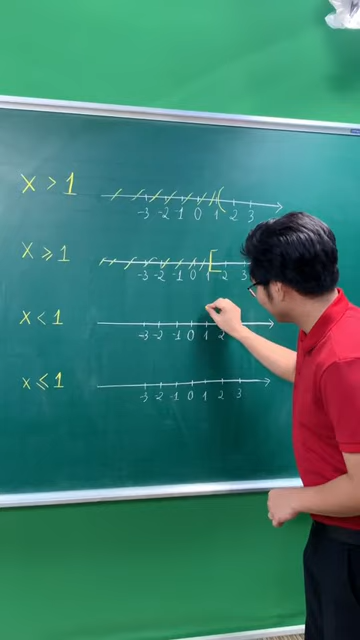 x > 1
-3 -2 -1 0 1 2 3
x ⩾ 1
-3 -2 -1 0 1 2 3
x < 1
-3 -2 -1 0 1 2
x ⩽ 1
-3 -2 -1 0 1 2 3